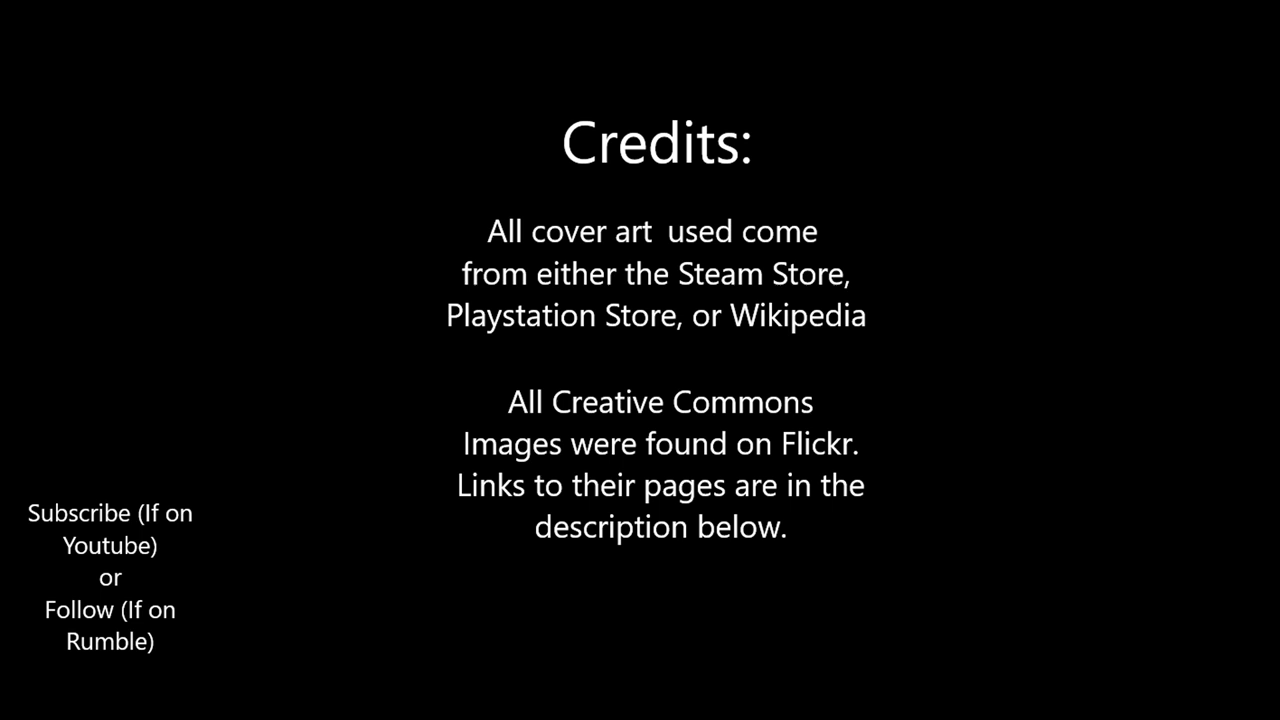 Credits:
All cover art  used come
from either the Steam Store,
Playstation Store, or Wikipedia
All Creative Commons
Images were found on Flickr.
Links to their pages are in the
description below.
Subscribe (If on
Youtube)
or
Follow (If on
Rumble)